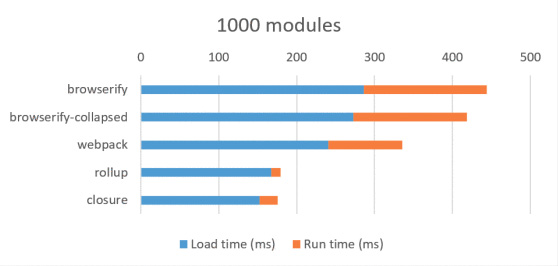 1000 modules
0 100 200 300 400 500
browserify
browserify-collapsed
webpack
rollup
closure
Load time (ms) Run time (ms)